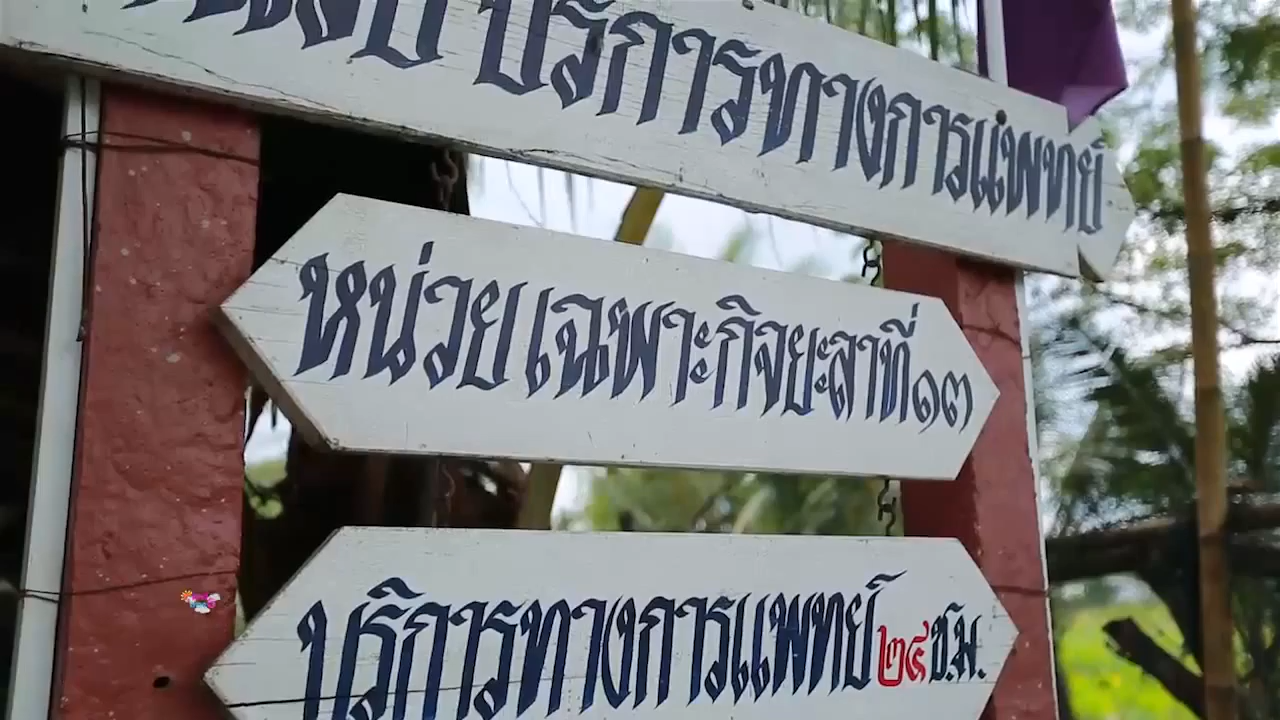 บริการทางการแพทย์
หน่วยเฉพาะกิจยะลาที่๑๓
บริการทางการแพทย์ ๒๔ ช.ม.